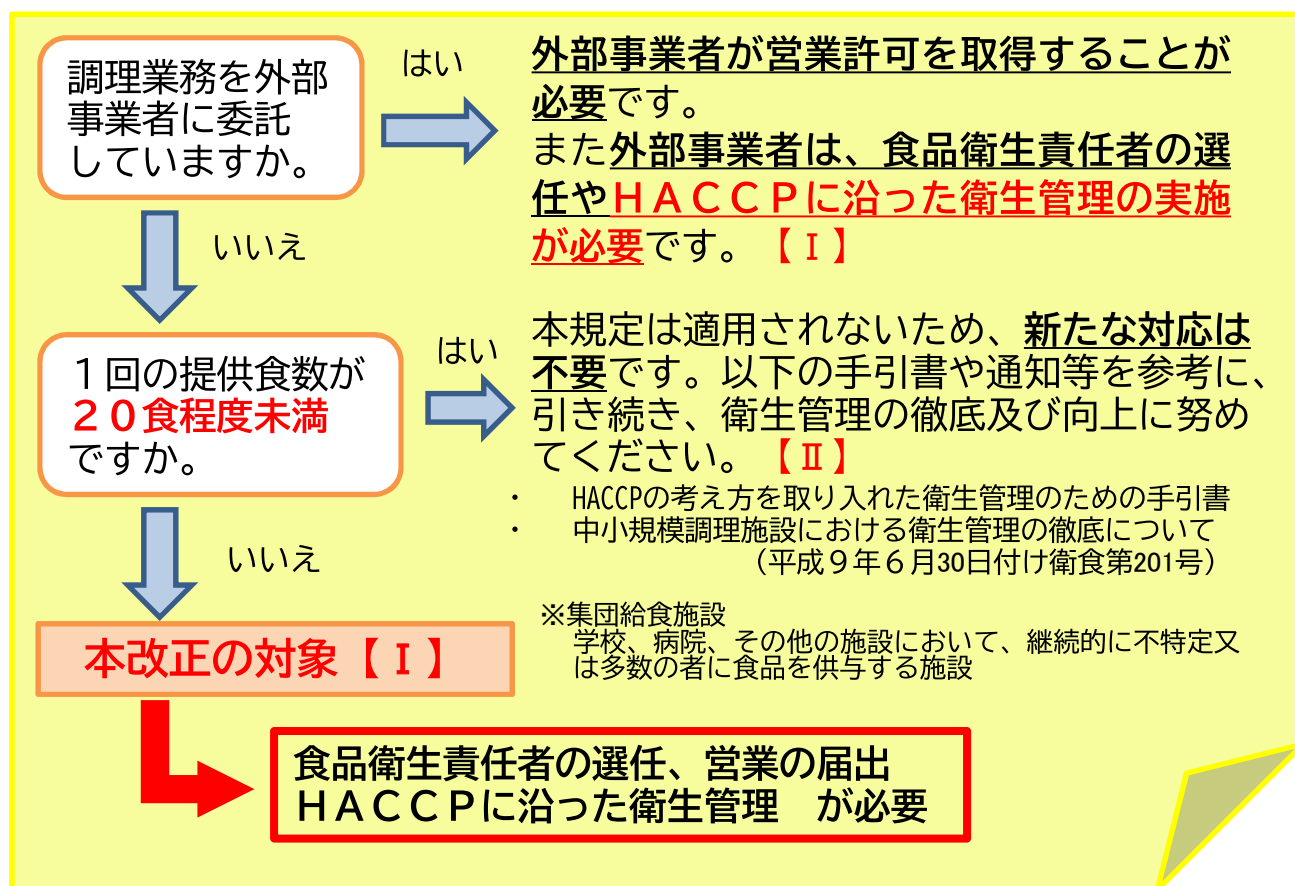 調理業務を外部
事業者に委託
していますか。
はい
外部事業者が営業許可を取得することが
必要です。
また外部事業者は、食品衛生責任者の選
任やＨＡＣＣＰに沿った衛生管理の実施
が必要です。【Ⅰ】
いいえ
１回の提供食数が
２０食程度未満
ですか。
はい
本規定は適用されないため、新たな対応は
不要です。以下の手引書や通知等を参考に、
引き続き、衛生管理の徹底及び向上に努め
てください。【Ⅱ】
・　HACCPの考え方を取り入れた衛生管理のための手引書
・　中小規模調理施設における衛生管理の徹底について
（平成９年６月30日付け衛食第201号）
いいえ
※集団給食施設
学校、病院、その他の施設において、継続的に不特定又
は多数の者に食品を供与する施設
本改正の対象【Ⅰ】
食品衛生責任者の選任、営業の届出
ＨＡＣＣＰに沿った衛生管理　が必要